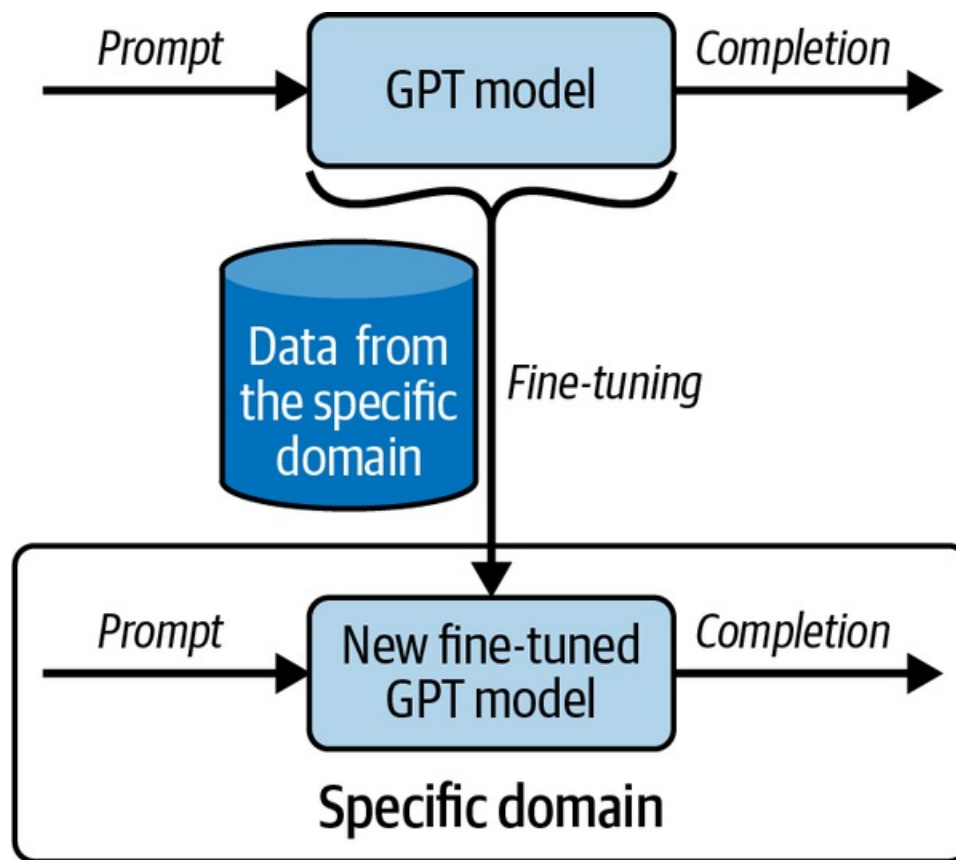 Prompt
GPT model
Completion
Data from
the specific
domain
Fine-tuning
Prompt
New fine-tuned
GPT model
Completion
Specific domain